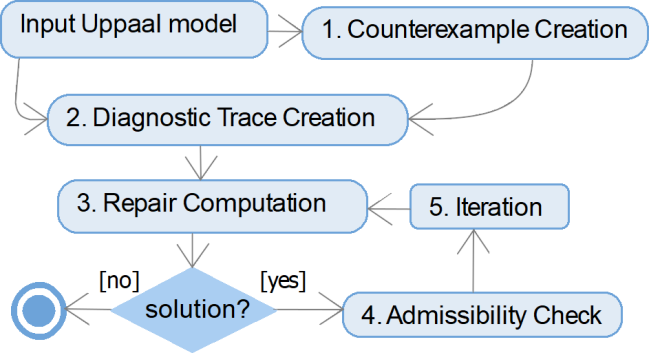 Input Uppaal model
1. Counterexample Creation
2. Diagnostic Trace Creation
3. Repair Computation
5. Iteration
[no]
[yes]
solution?
4. Admissibility Check